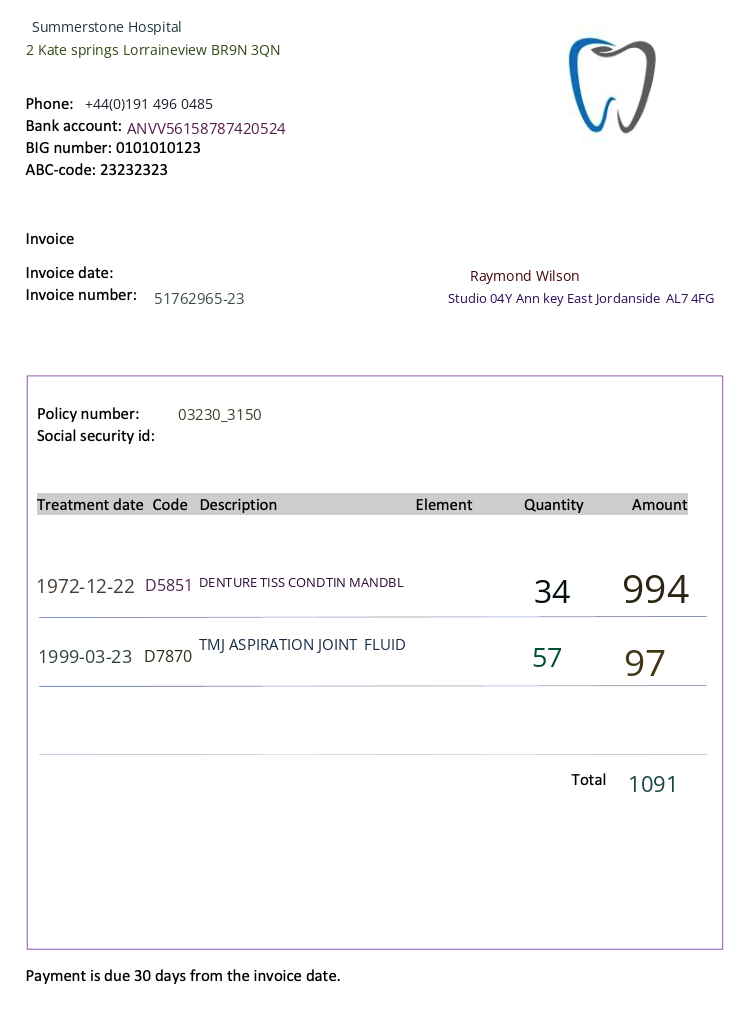 Summerstone Hospital
2 Kate springs Lorraineview BR9N 3QN
Phone: +44(0)191 496 0485
Bank account: ANVV56158787420524
BIG number: 0101010123
ABC-code: 23232323
Invoice
Invoice date:
Invoice number: 51762965-23
Raymond Wilson
Studio 04Y Ann key East Jordanside AL7 4FG
Policy number: 03230_3150
Social security id:
Treatment date Code Description Element Quantity Amount
1972-12-22 D5851 DENTURE TISS CONDTIN MANDBL 34 994
1999-03-23 D7870 TMJ ASPIRATION JOINT FLUID 57 97
Total 1091
Payment is due 30 days from the invoice date.